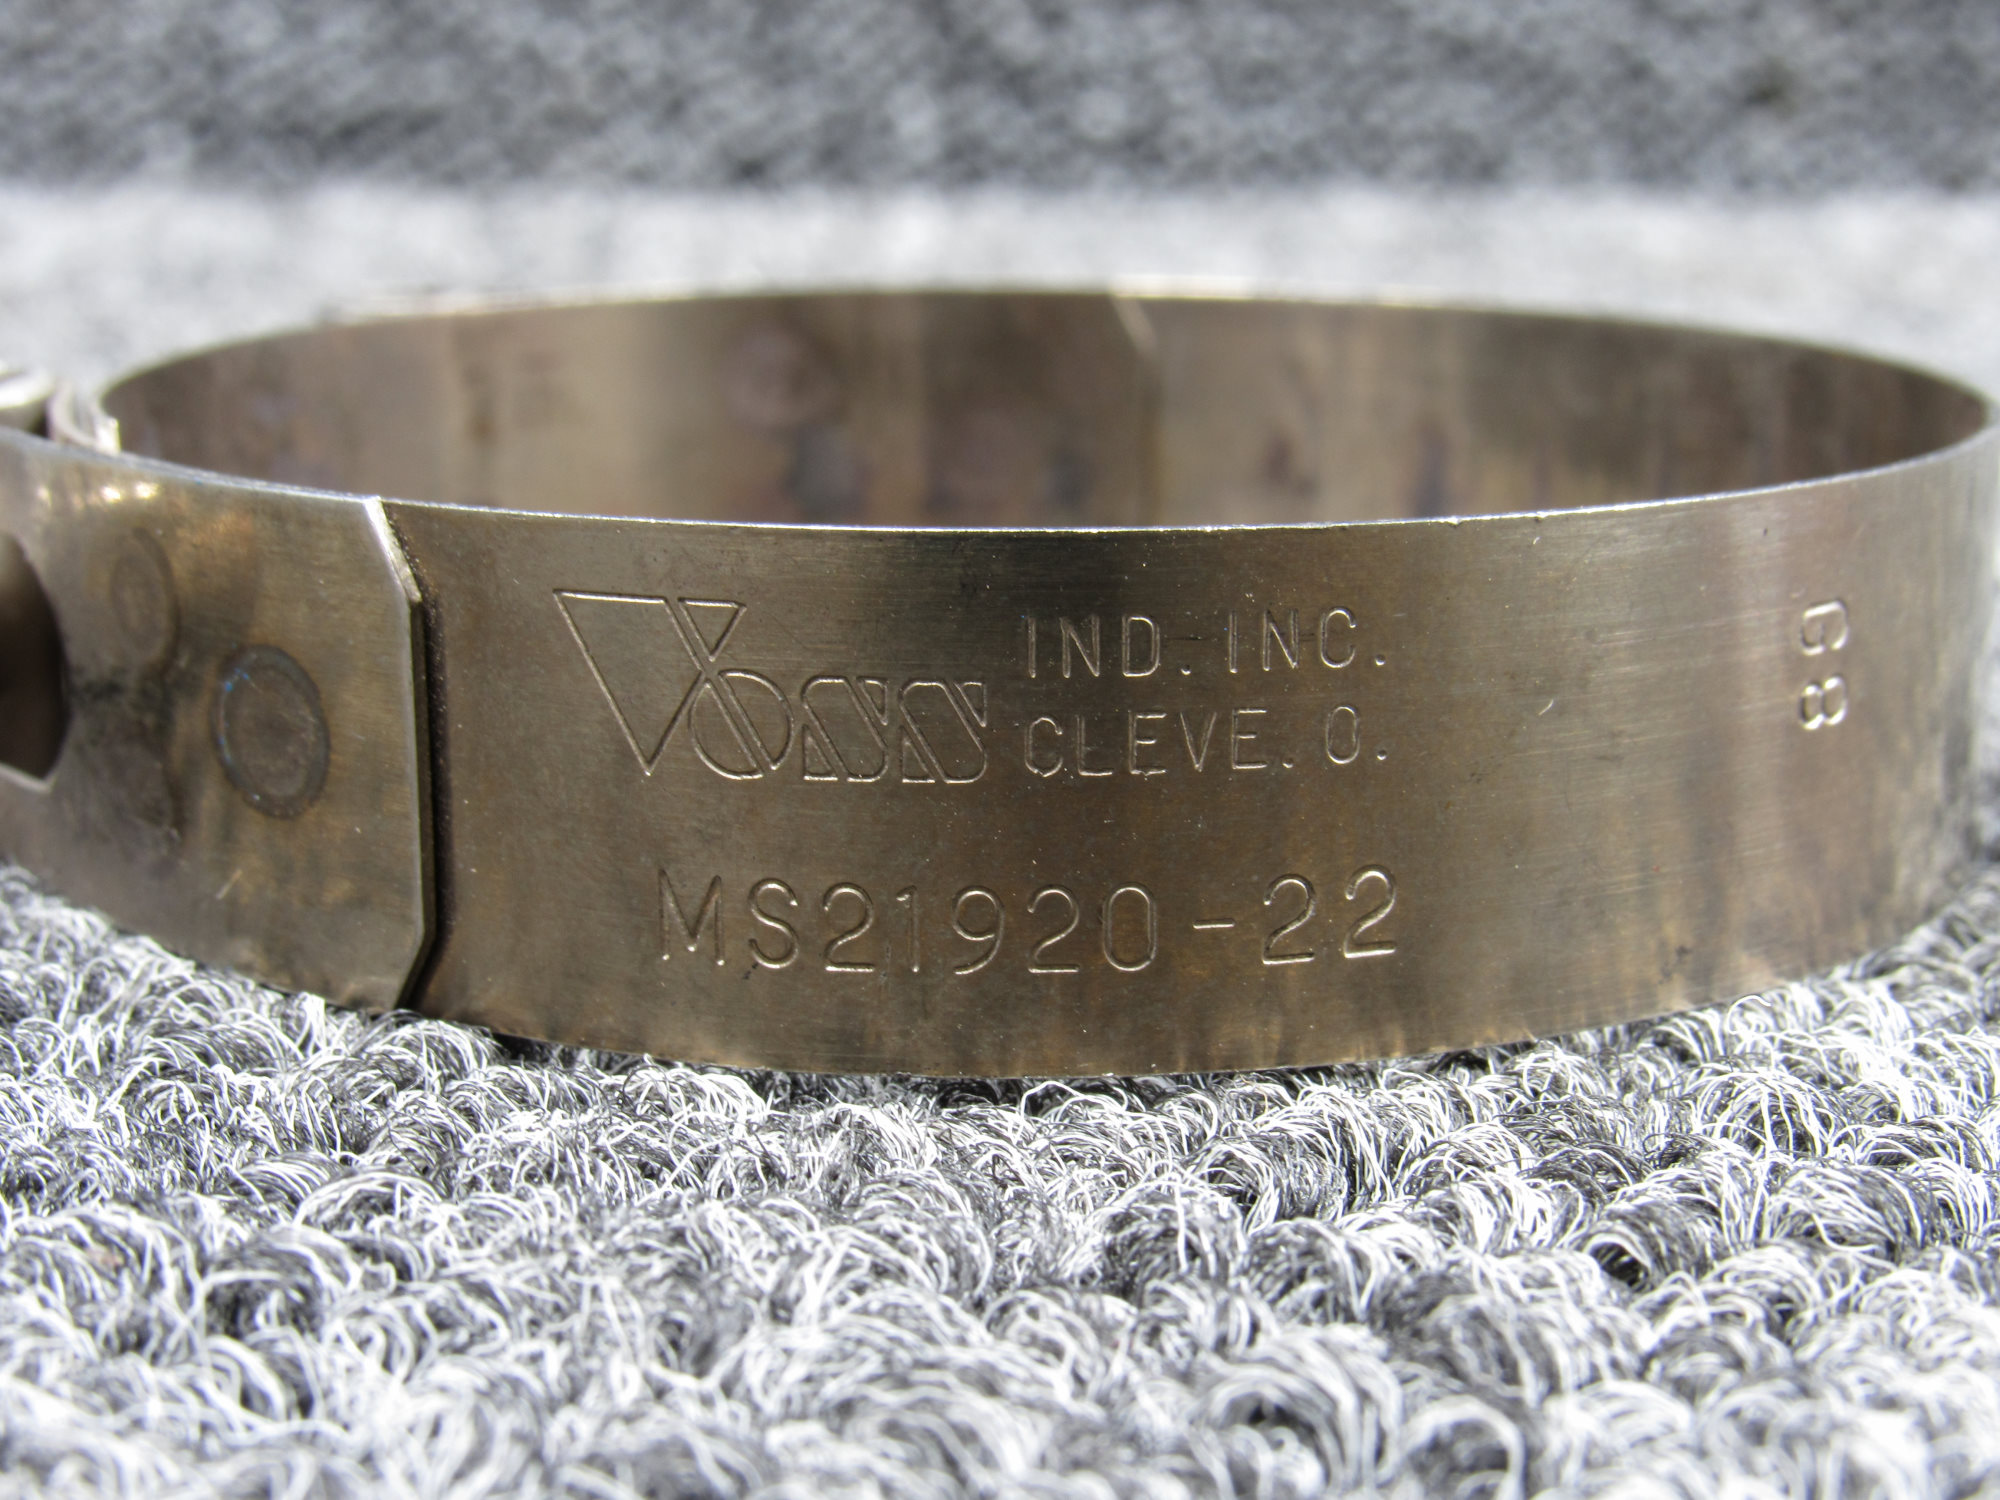 Voss IND. INC.
CLEVE. O.
MS21920-22
G8